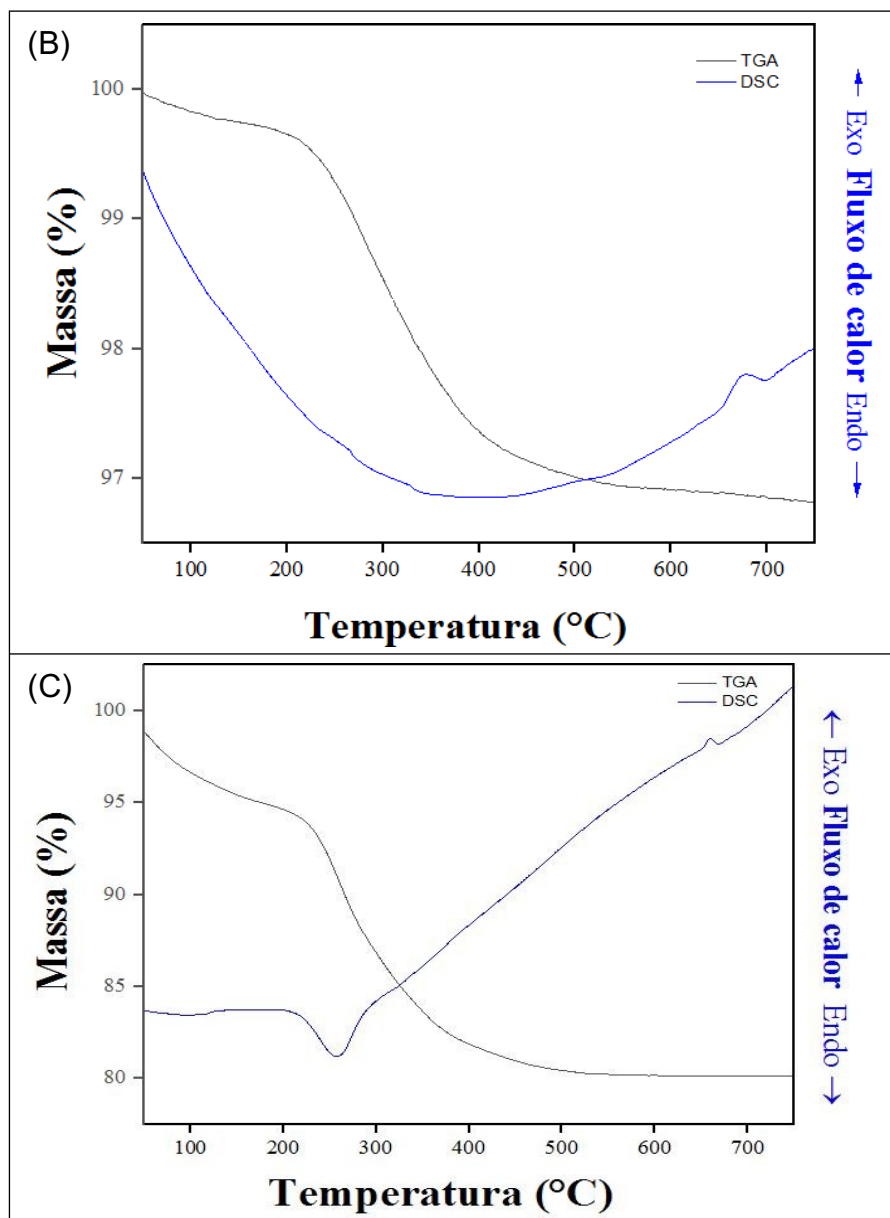 (B)
TGA
DSC
100
99
98
97
Massa (%)
← Exo Fluxo de calor Endo →
100 200 300 400 500 600 700
Temperatura (°C)
(C)
TGA
DSC
100
95
90
85
80
Massa (%)
← Exo Fluxo de calor Endo →
100 200 300 400 500 600 700
Temperatura (°C)